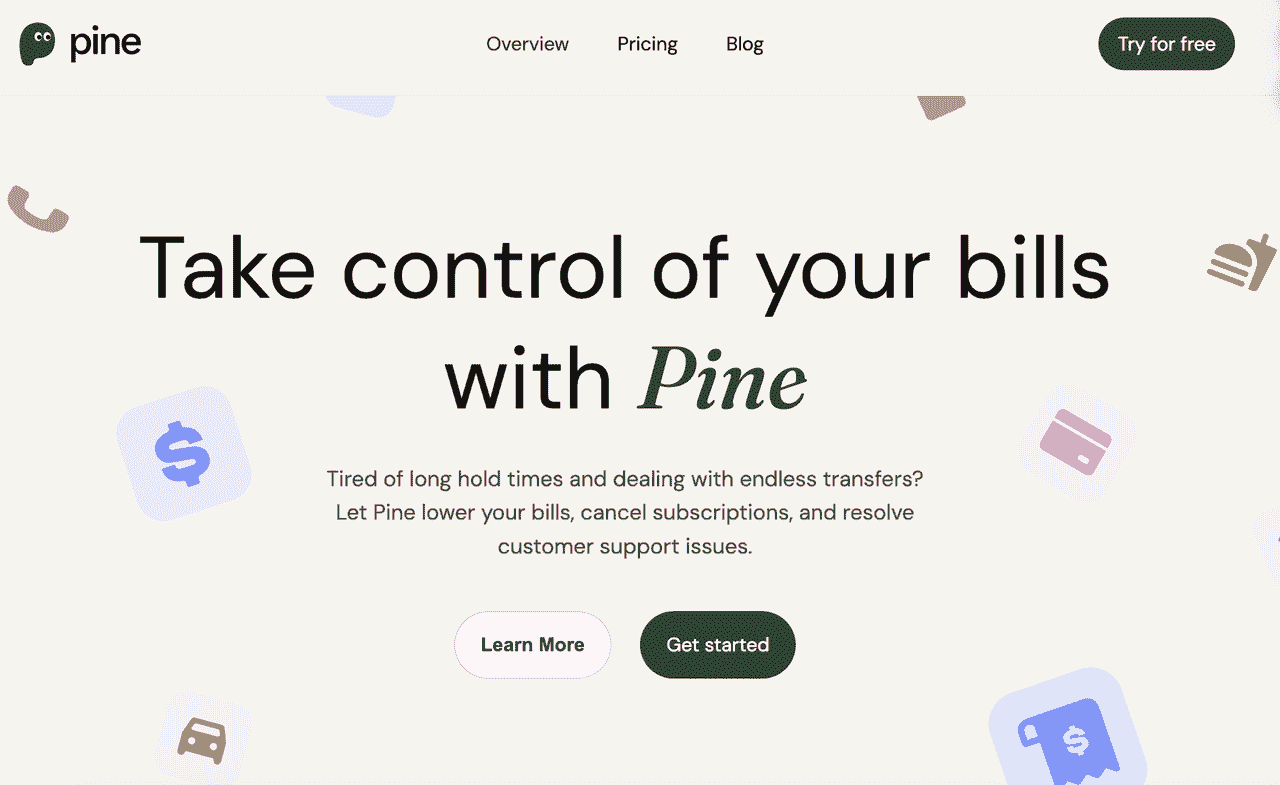 pine
Overview
Pricing
Blog
Try for free
Take control of your bills
with Pine
Tired of long hold times and dealing with endless transfers?
Let Pine lower your bills, cancel subscriptions, and resolve
customer support issues.
Learn More
Get started
$
$